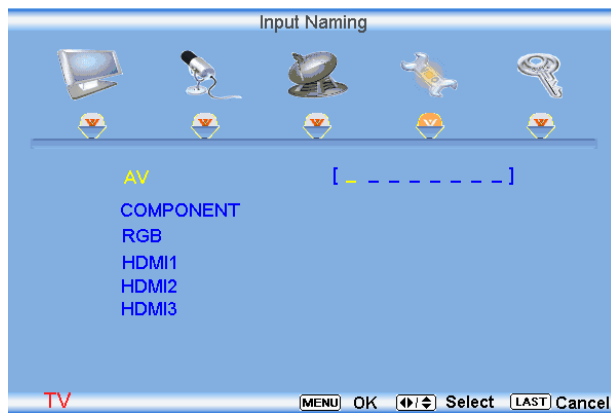 Input Naming
AV [ _ _ _ _ _ _ _ _ ]
COMPONENT
RGB
HDMI1
HDMI2
HDMI3
TV MENU OK Select LAST Cancel